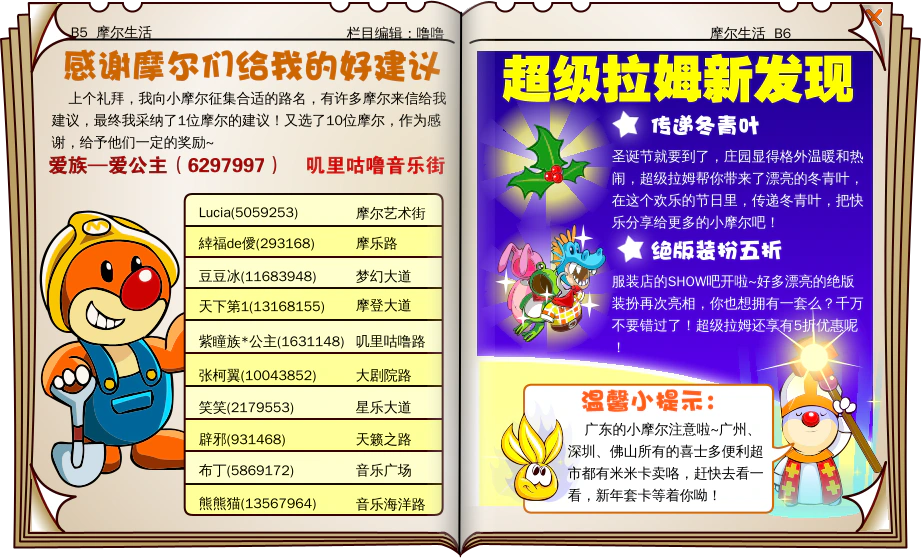 B5 摩尔生活
栏目编辑：噜噜
感谢摩尔们给我的好建议
上个礼拜，我向小摩尔征集合适的路名，有许多摩尔来信给我
建议，最终我采纳了1位摩尔的建议！又选了10位摩尔，作为感
谢，给予他们一定的奖励~
爱族—爱公主（6297997） 叽里咕噜音乐街
Lucia(5059253) 摩尔艺术街
緈福de僾(293168) 摩乐路
豆豆冰(11683948) 梦幻大道
天下第1(13168155) 摩登大道
紫瞳族*公主(1631449) 叽里咕噜路
张柯翼(10043852) 大剧院路
笑笑(2179553) 星乐大道
辟邪(931468) 天籁之路
布丁(5869172) 音乐广场
熊熊猫(13567964) 音乐海洋路
摩尔生活 B6
超级拉姆新发现
传递冬青叶
圣诞节就要到了，庄园显得格外温暖和热
闹，超级拉姆帮你带来了漂亮的冬青叶，
在这个欢乐的节日里，传递冬青叶，把快
乐分享给更多的小摩尔吧！
绝版装扮五折
服装店的SHOW吧开啦~好多漂亮的绝版
装扮再次亮相，你也想拥有一套么？千万
不要错过了！超级拉姆还享有5折优惠呢
！
温馨小提示：
广东的小摩尔注意啦~广州、
深圳、佛山所有的喜士多便利超
市都有米米卡卖咯，赶快去看一
看，新年套卡等着你呦！